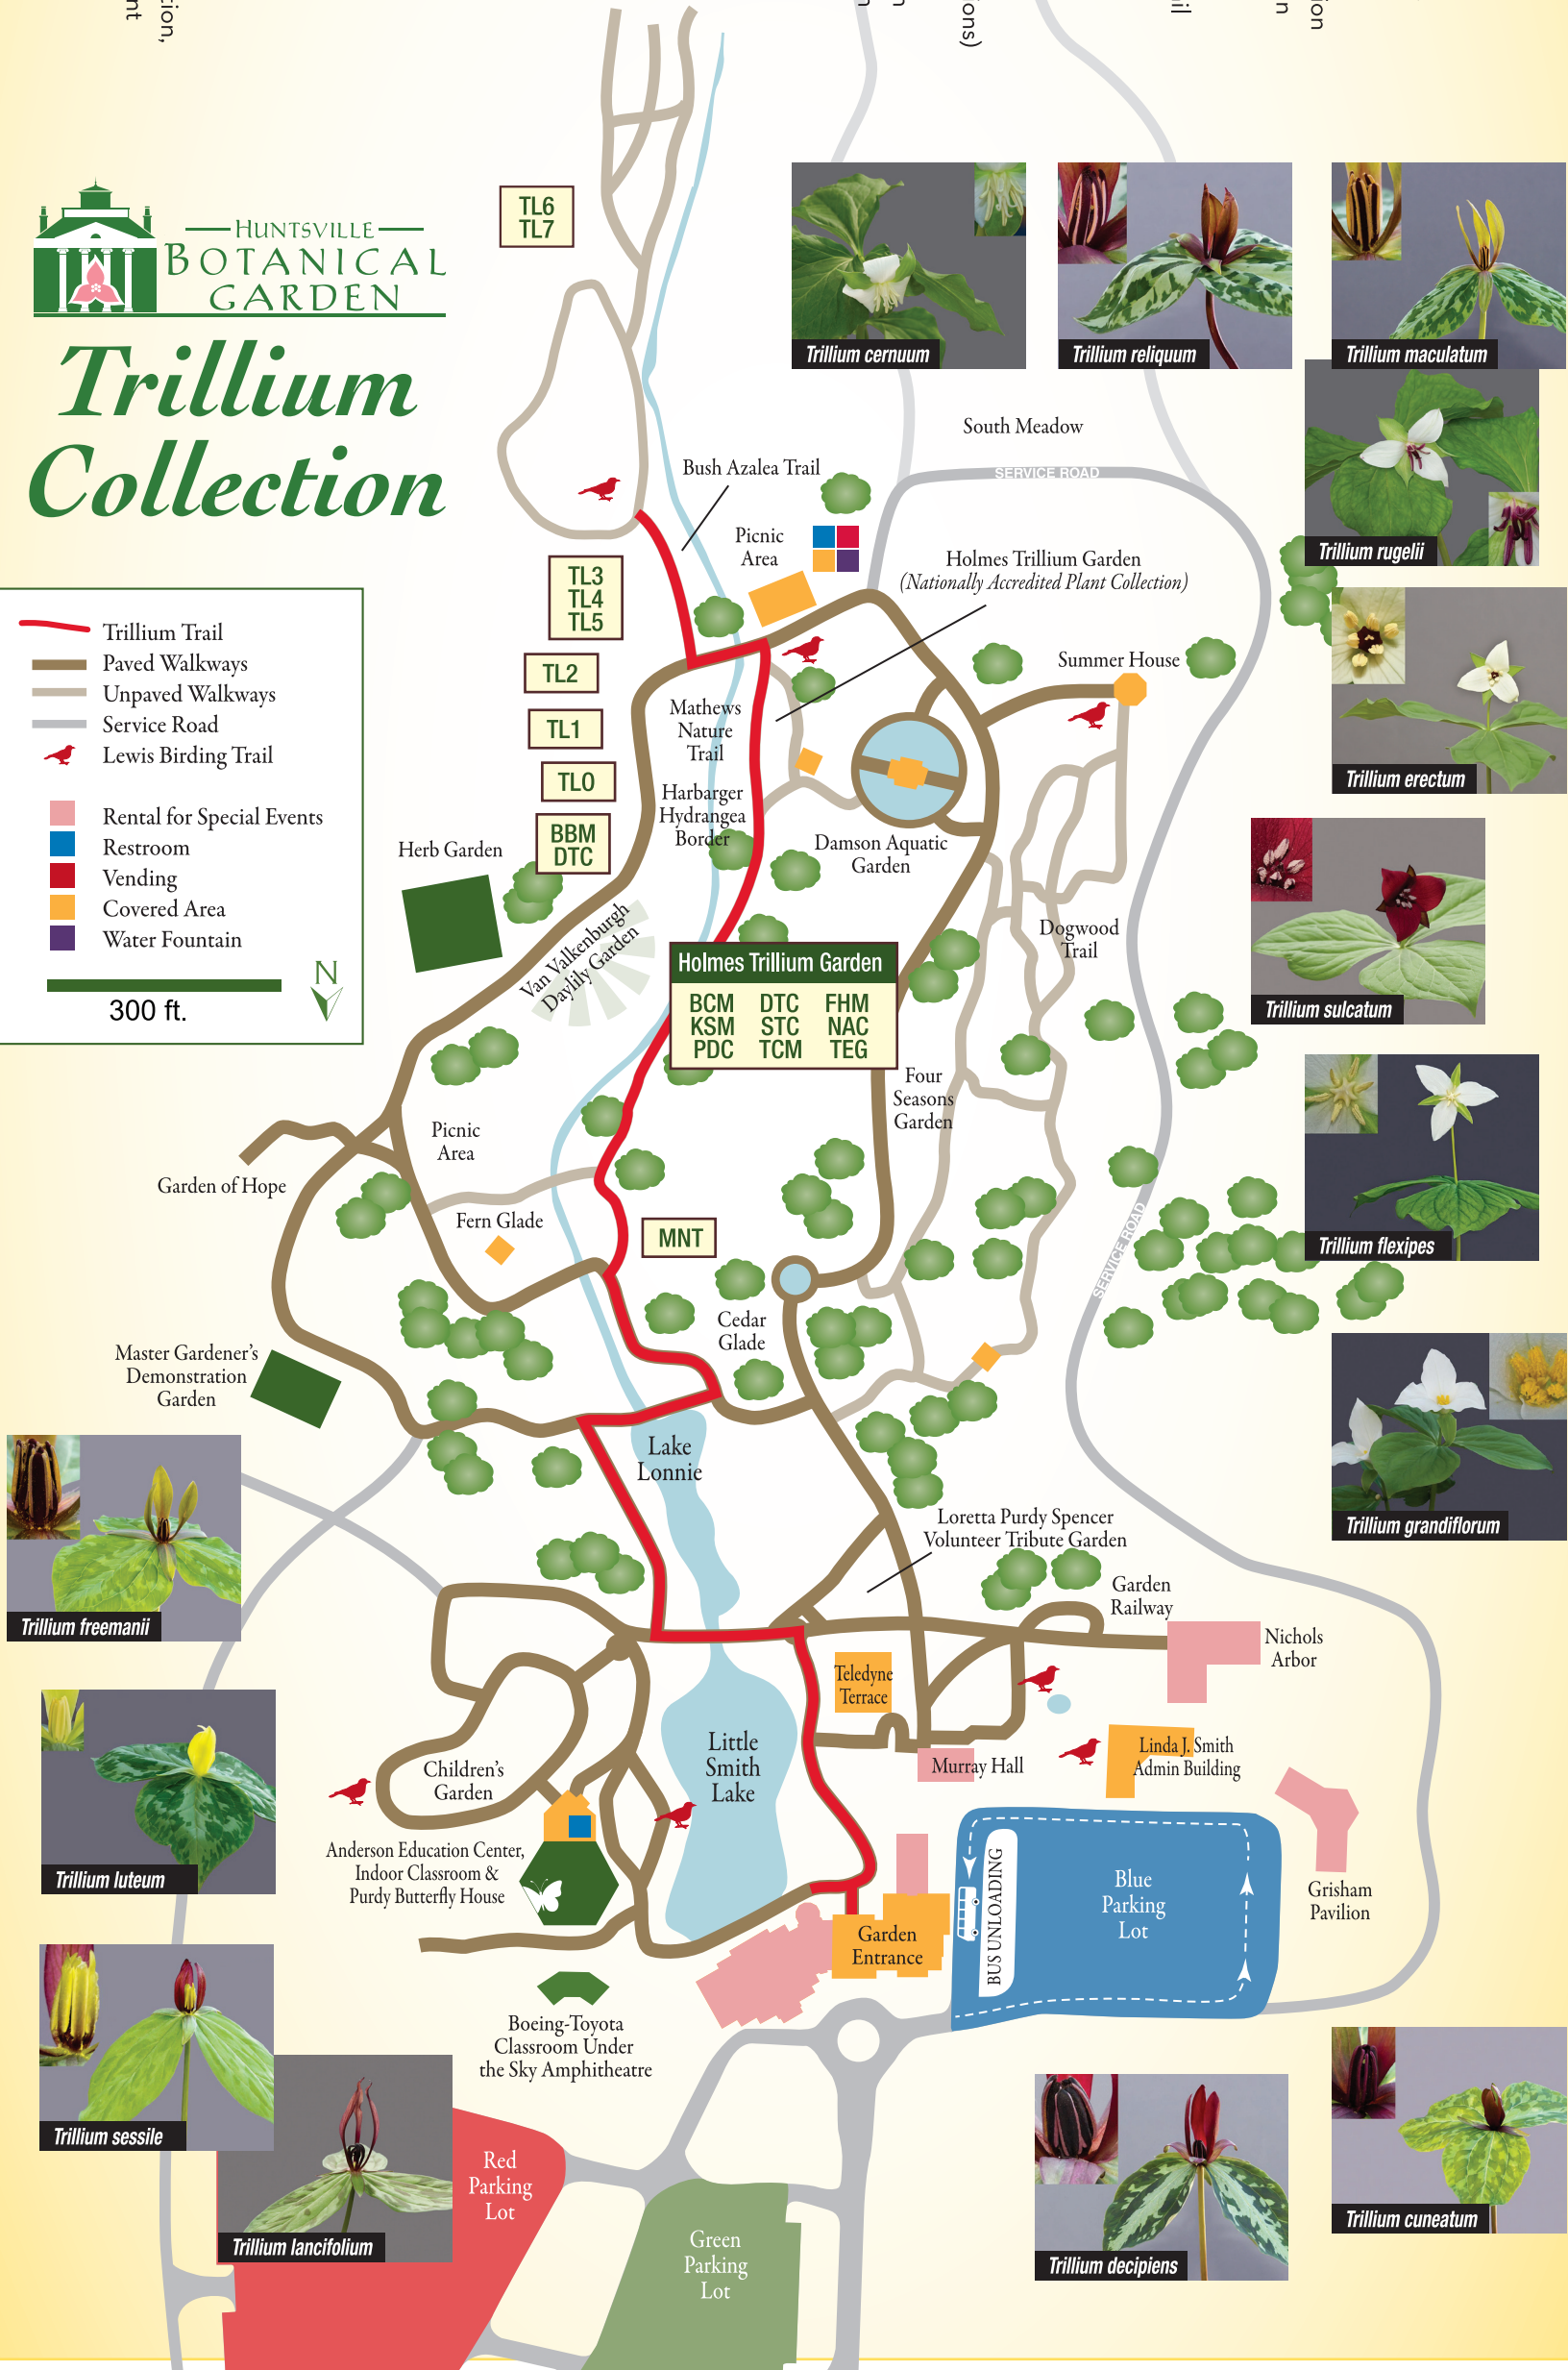 nt
tion,
n
n
ons)
il
n
ion
HUNTSVILLE
BOTANICAL
GARDEN
Trillium
Collection
TL6
TL7
Trillium cernuum
Trillium reliquum
Trillium maculatum
South Meadow
SERVICE ROAD
Bush Azalea Trail
Picnic
Area
Holmes Trillium Garden
(Nationally Accredited Plant Collection)
Trillium rugelii
TL3
TL4
TL5
TL2
TL1
TL0
BBM
DTC
Trillium Trail
Paved Walkways
Unpaved Walkways
Service Road
Lewis Birding Trail
Rental for Special Events
Restroom
Vending
Covered Area
Water Fountain
300 ft.
N
Summer House
Mathews
Nature
Trail
Harbarger
Hydrangea
Border
Trillium erectum
Herb Garden
Damson Aquatic
Garden
Van Valkenburgh
Daylily Garden
Dogwood
Trail
Holmes Trillium Garden
BCM DTC FHM
KSM STC NAC
PDC TCM TEG
Trillium sulcatum
Four
Seasons
Garden
Picnic
Area
Garden of Hope
Fern Glade
MNT
SERVICE ROAD
Trillium flexipes
Cedar
Glade
Master Gardener's
Demonstration
Garden
Lake
Lonnie
Trillium grandiflorum
Loretta Purdy Spencer
Volunteer Tribute Garden
Trillium freemanii
Garden
Railway
Nichols
Arbor
Teledyne
Terrace
Little
Smith
Lake
Murray Hall
Linda J. Smith
Admin Building
Children's
Garden
Trillium luteum
Anderson Education Center,
Indoor Classroom &
Purdy Butterfly House
BUS UNLOADING
Blue
Parking
Lot
Grisham
Pavilion
Garden
Entrance
Boeing-Toyota
Classroom Under
the Sky Amphitheatre
Trillium sessile
Red
Parking
Lot
Trillium lancifolium
Green
Parking
Lot
Trillium decipiens
Trillium cuneatum